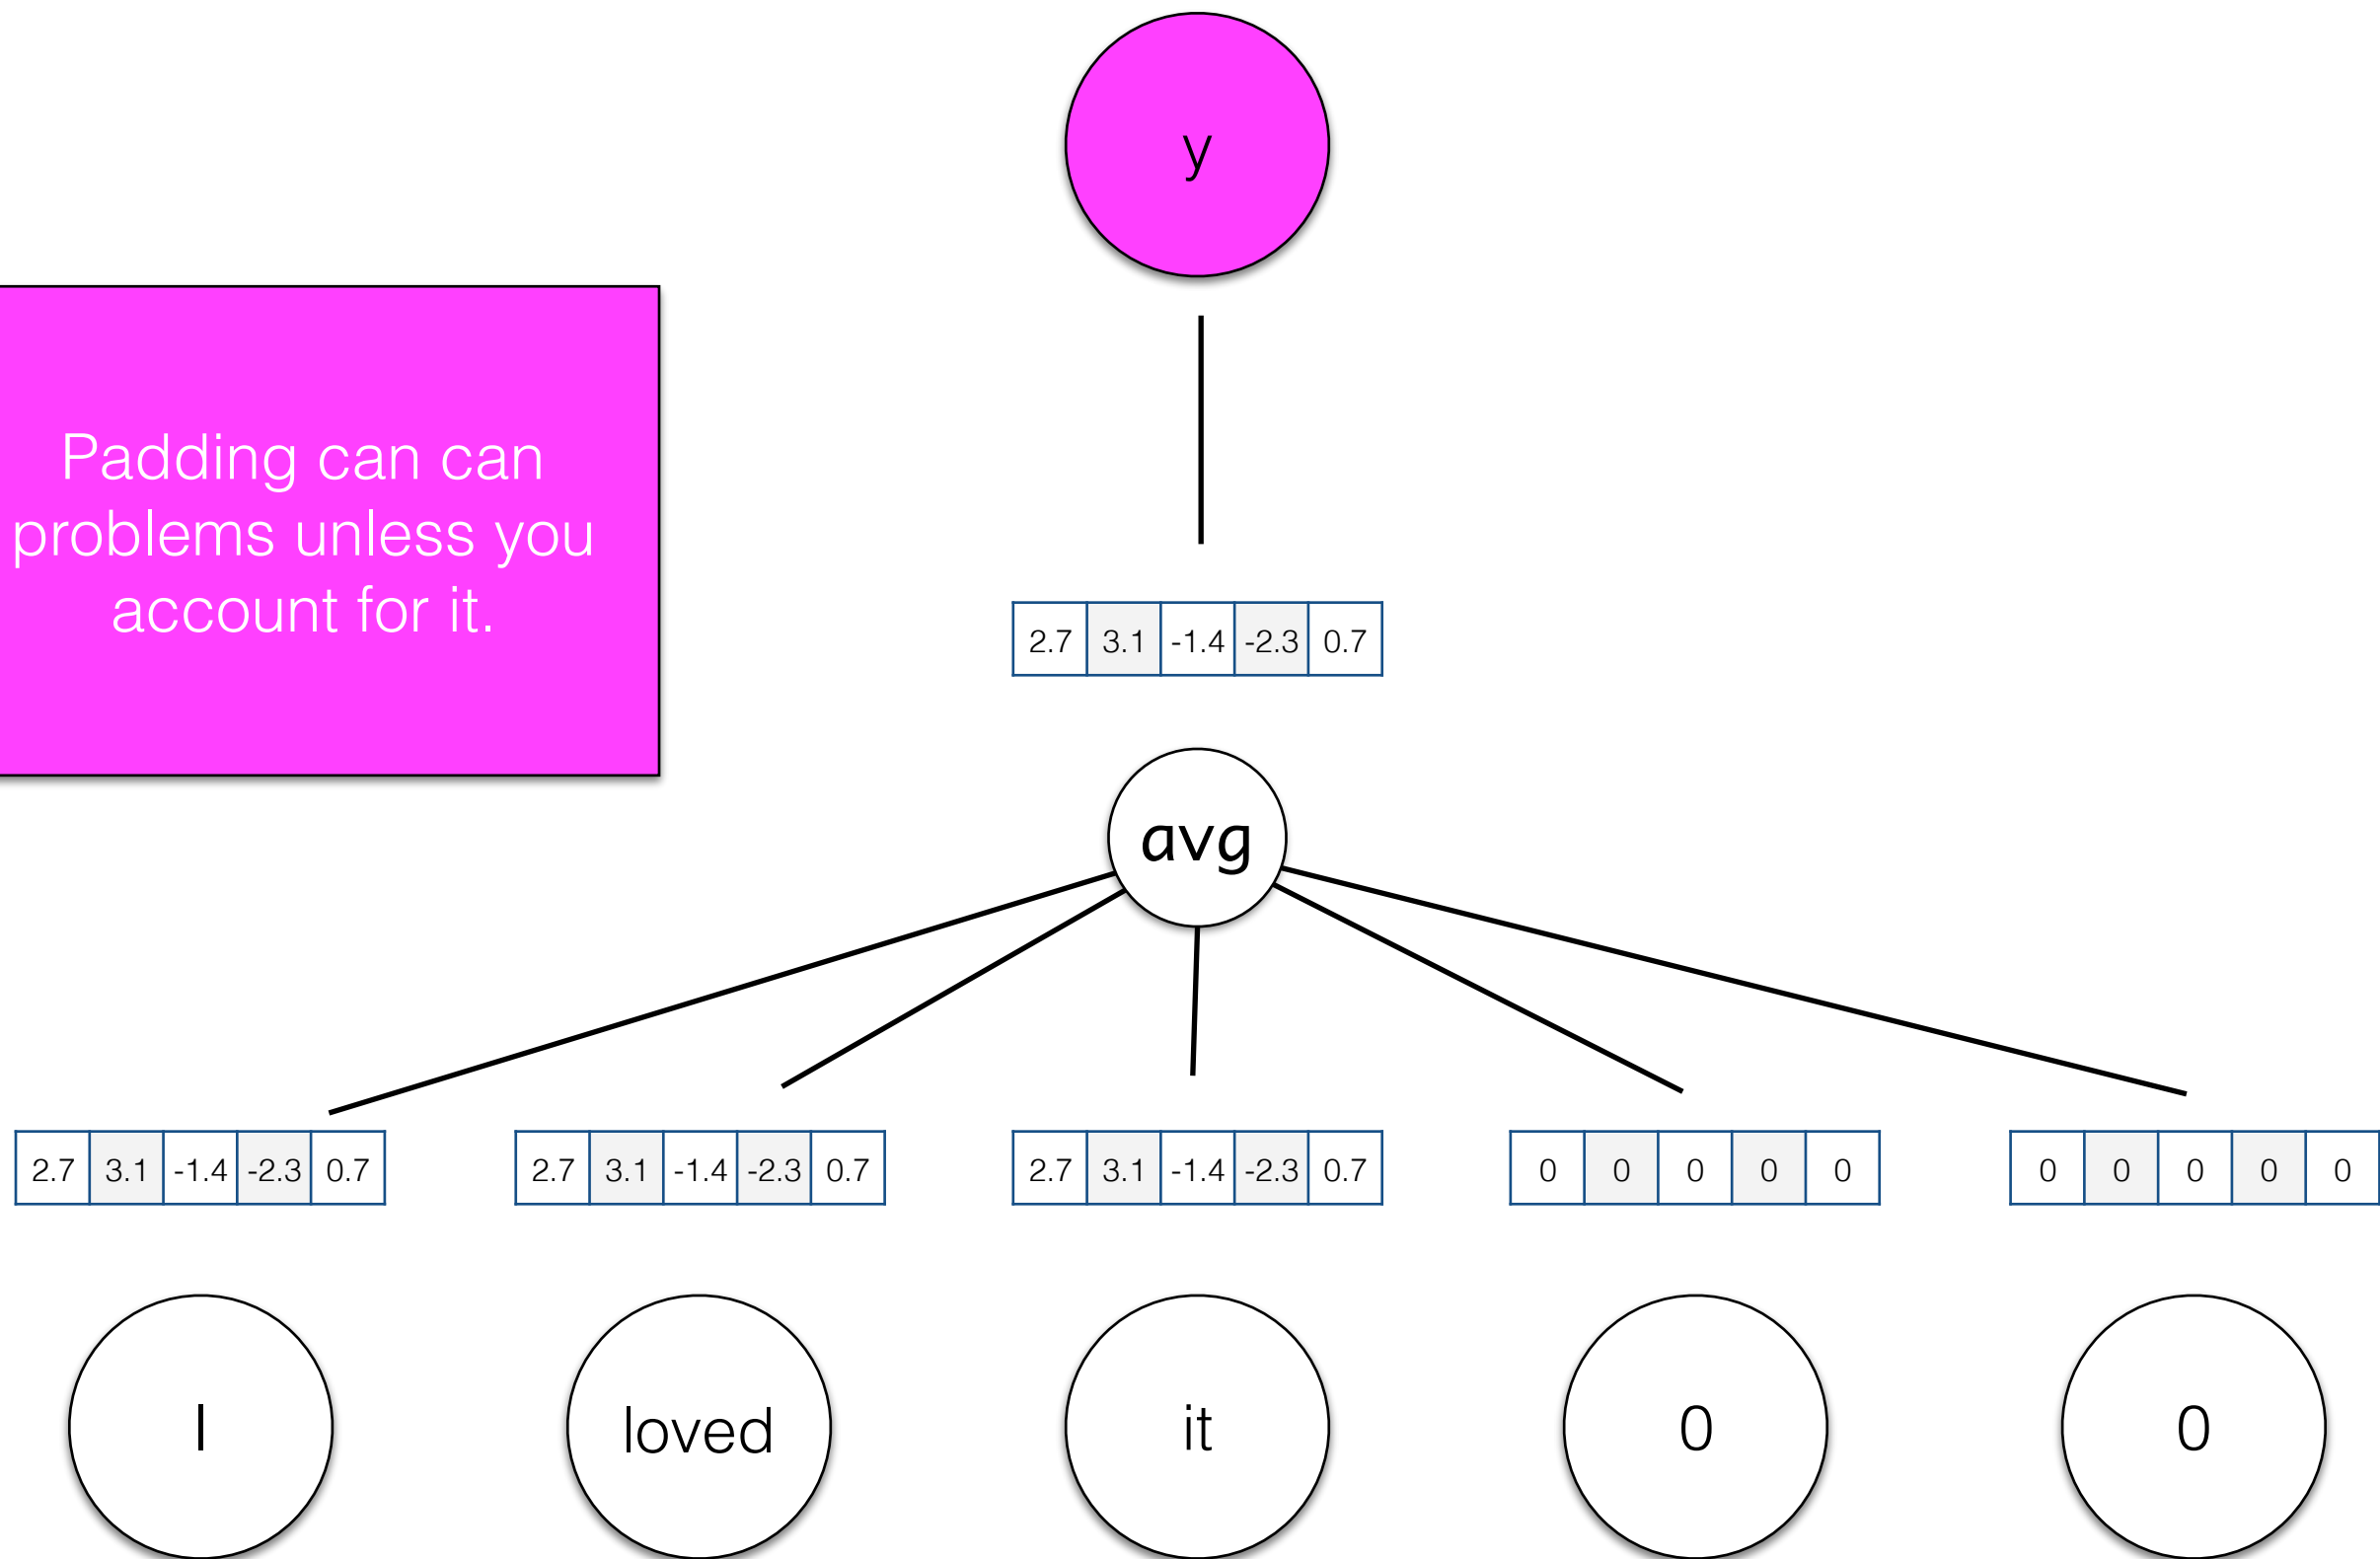 y
Padding can can
problems unless you
account for it.
2.7 3.1 -1.4 -2.3 0.7
avg
2.7 3.1 -1.4 -2.3 0.7
2.7 3.1 -1.4 -2.3 0.7
2.7 3.1 -1.4 -2.3 0.7
0 0 0 0 0
0 0 0 0 0
I
loved
it
0
0